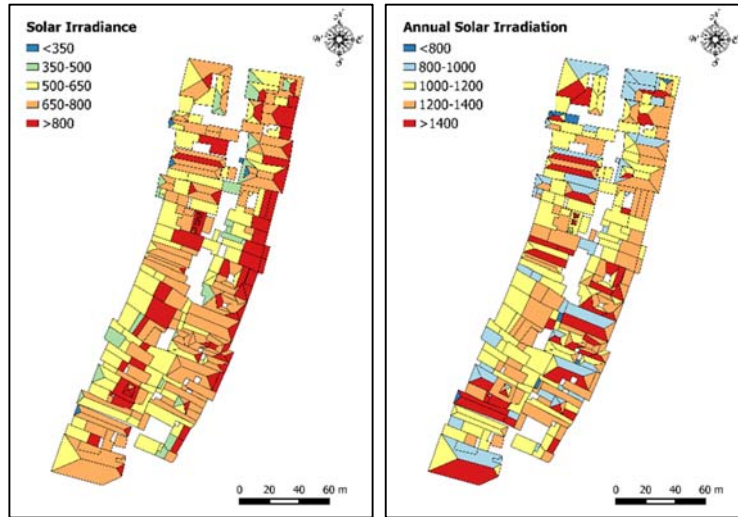 Solar Irradiance
<350
350-500
500-650
650-800
>800
N
W
E
S
0 20 40 60 m
Annual Solar Irradiation
<800
800-1000
1000-1200
1200-1400
>1400
N
W
E
S
0 20 40 60 m